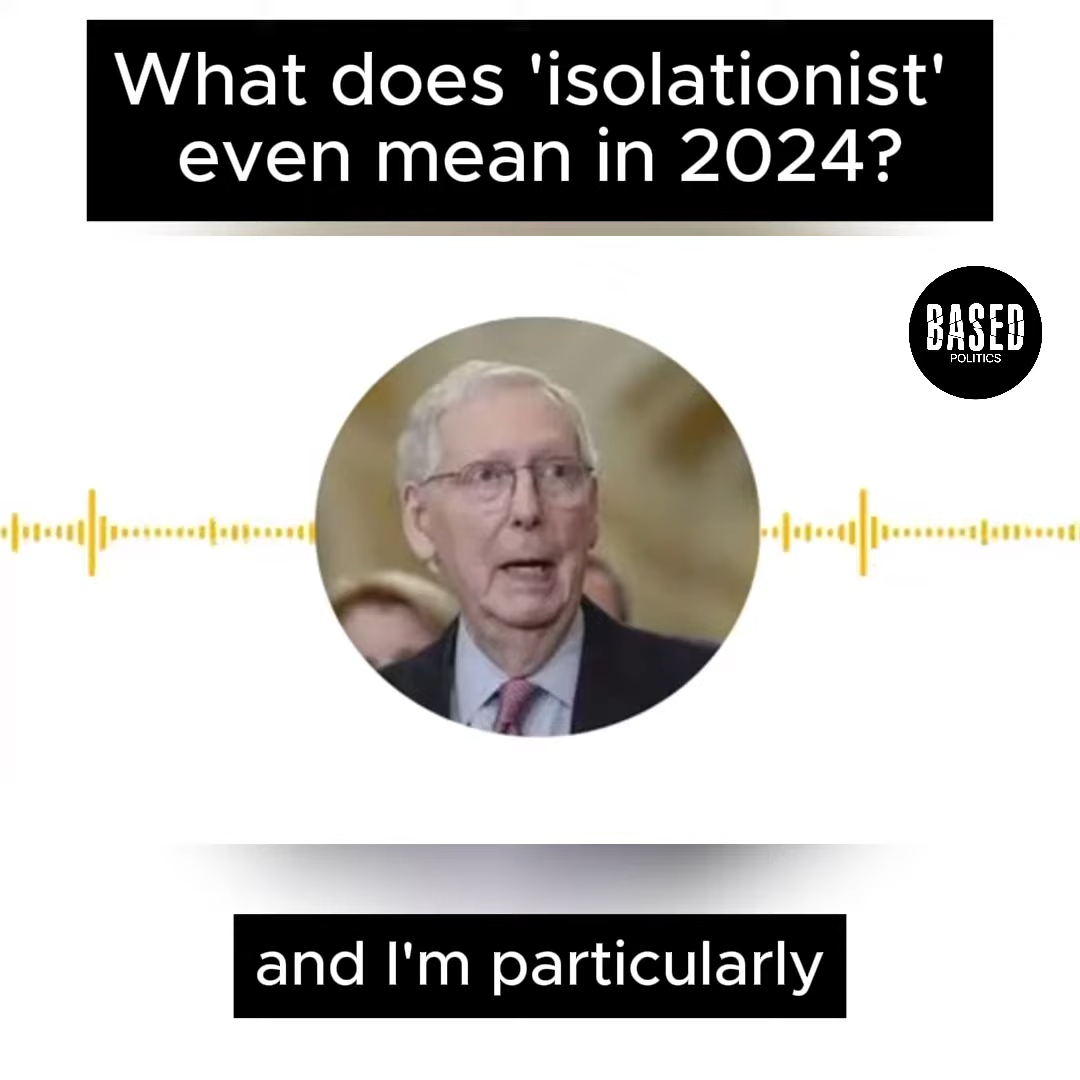 What does 'isolationist'
even mean in 2024?
BASED
POLITICS
and I'm particularly